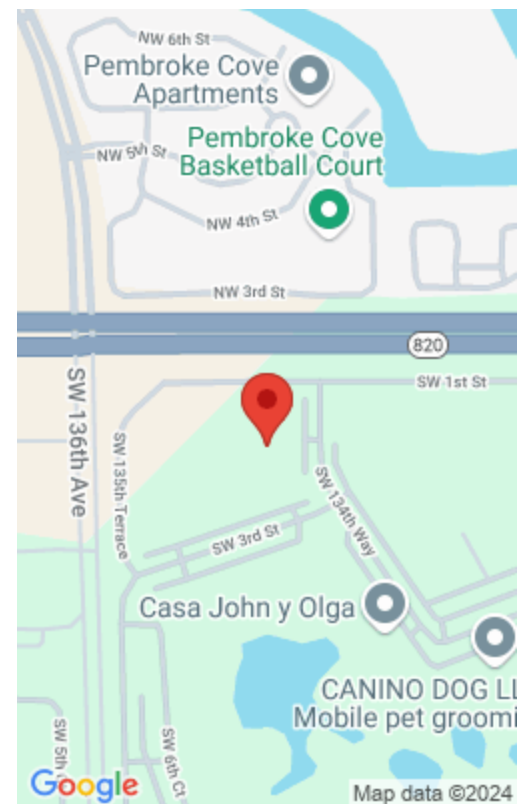 NW 6th St
Pembroke Cove
Apartments
Pembroke Cove
Basketball Court
NW 5th St
NW 4th St
NW 3rd St
820
SW 1st St
SW 136th Ave
SW 135th Terrace
SW 134th Way
SW 3rd St
Casa John y Olga
CANINO DOG LL
Mobile pet groomi
SW 5th
SW 6th Ct
Google
Map data ©2024